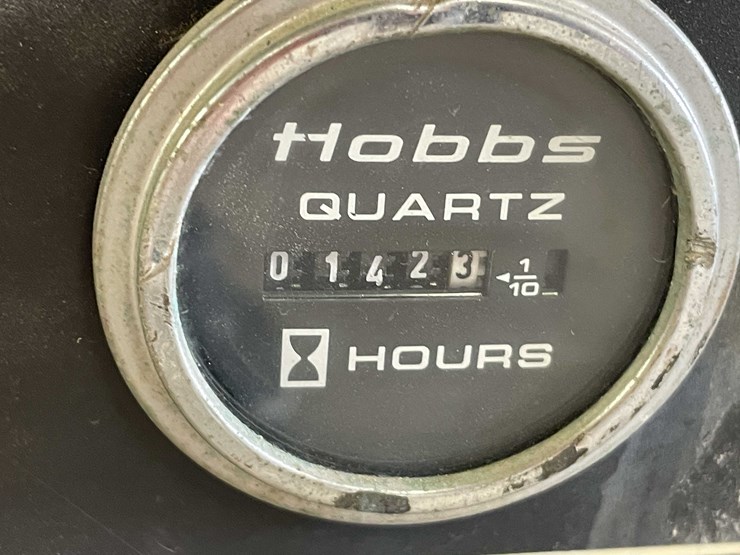 Hobbs
QUARTZ
0 1 4 2 3 ◄ 1/10
HOURS